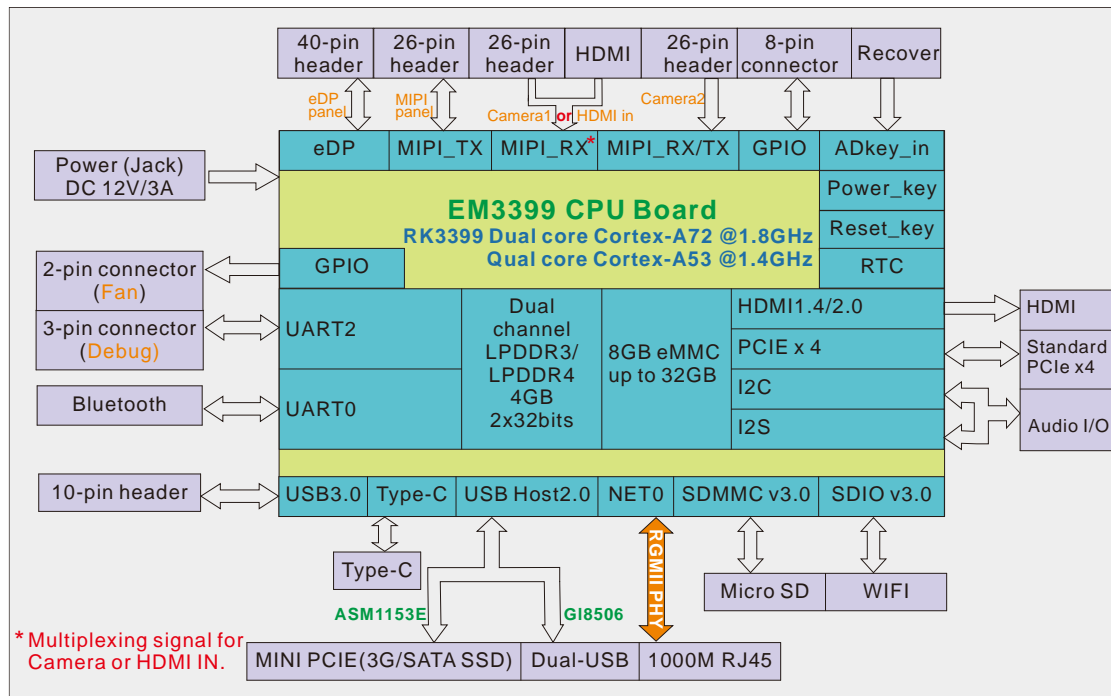 40-pin
header
26-pin
header
26-pin
header
HDMI
26-pin
header
8-pin
connector
Recover
eDP
panel
MIPI
panel
Camera1 or HDMI in
Camera2
eDP
MIPI_TX
MIPI_RX*
MIPI_RX/TX
GPIO
ADkey_in
Power (Jack)
DC 12V/3A
Power_key
EM3399 CPU Board
RK3399 Dual core Cortex-A72 @1.8GHz
Qual core Cortex-A53 @1.4GHz
Reset_key
RTC
2-pin connector
(Fan)
GPIO
3-pin connector
(Debug)
UART2
Bluetooth
UART0
Dual
channel
LPDDR3/
LPDDR4
4GB
2x32bits
8GB eMMC
up to 32GB
HDMI1.4/2.0
PCIE x 4
I2C
I2S
HDMI
Standard
PCIe x4
Audio I/O
10-pin header
USB3.0
Type-C
USB Host2.0
NET0
SDMMC v3.0
SDIO v3.0
Type-C
RGMII PHY
Micro SD
WIFI
ASM1153E
GI8506
* Multiplexing signal for
Camera or HDMI IN.
MINI PCIE(3G/SATA SSD)
Dual-USB
1000M RJ45